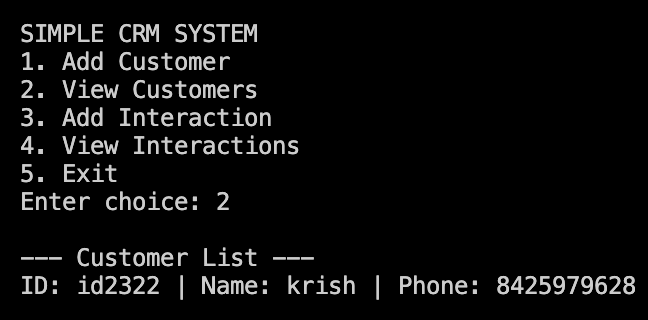 SIMPLE CRM SYSTEM
1. Add Customer
2. View Customers
3. Add Interaction
4. View Interactions
5. Exit
Enter choice: 2
--- Customer List ---
ID: id2322 | Name: krish | Phone: 8425979628